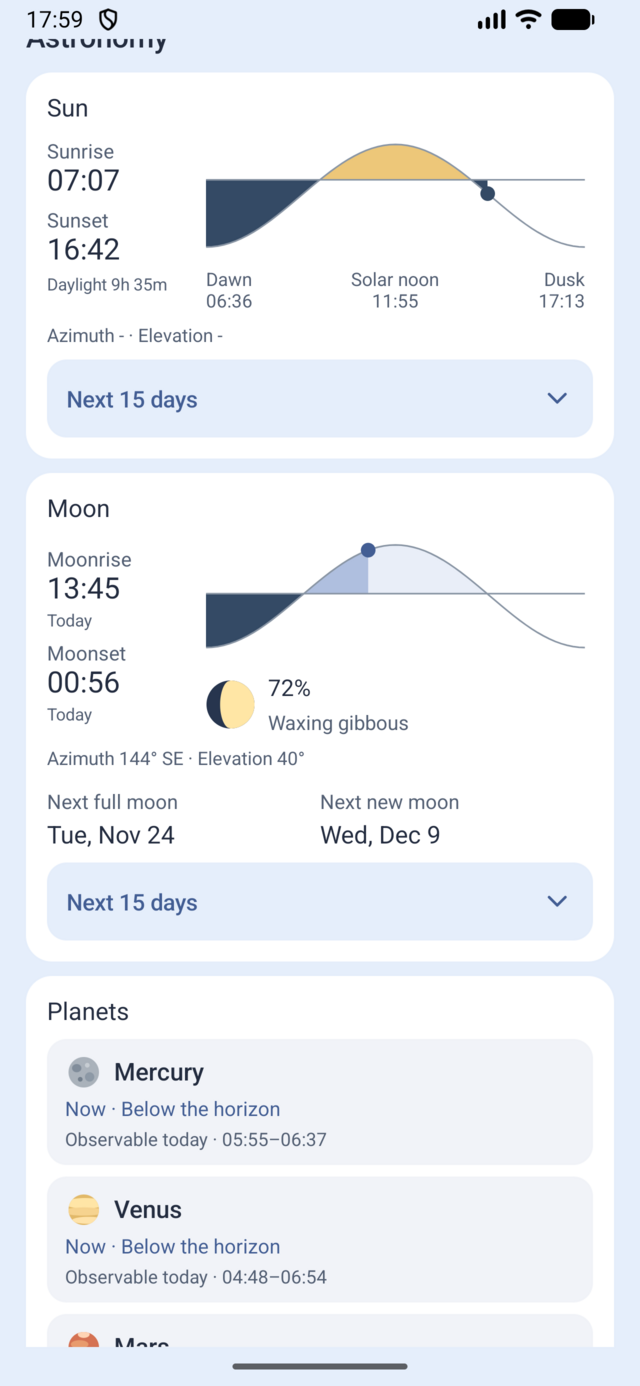 17:59
Astronomy
Sun
Sunrise
07:07
Sunset
16:42
Daylight 9h 35m
Dawn
06:36
Solar noon
11:55
Dusk
17:13
Azimuth - · Elevation -
Next 15 days
Moon
Moonrise
13:45
Today
Moonset
00:56
Today
72%
Waxing gibbous
Azimuth 144° SE · Elevation 40°
Next full moon
Tue, Nov 24
Next new moon
Wed, Dec 9
Next 15 days
Planets
Mercury
Now · Below the horizon
Observable today · 05:55–06:37
Venus
Now · Below the horizon
Observable today · 04:48–06:54
Mars